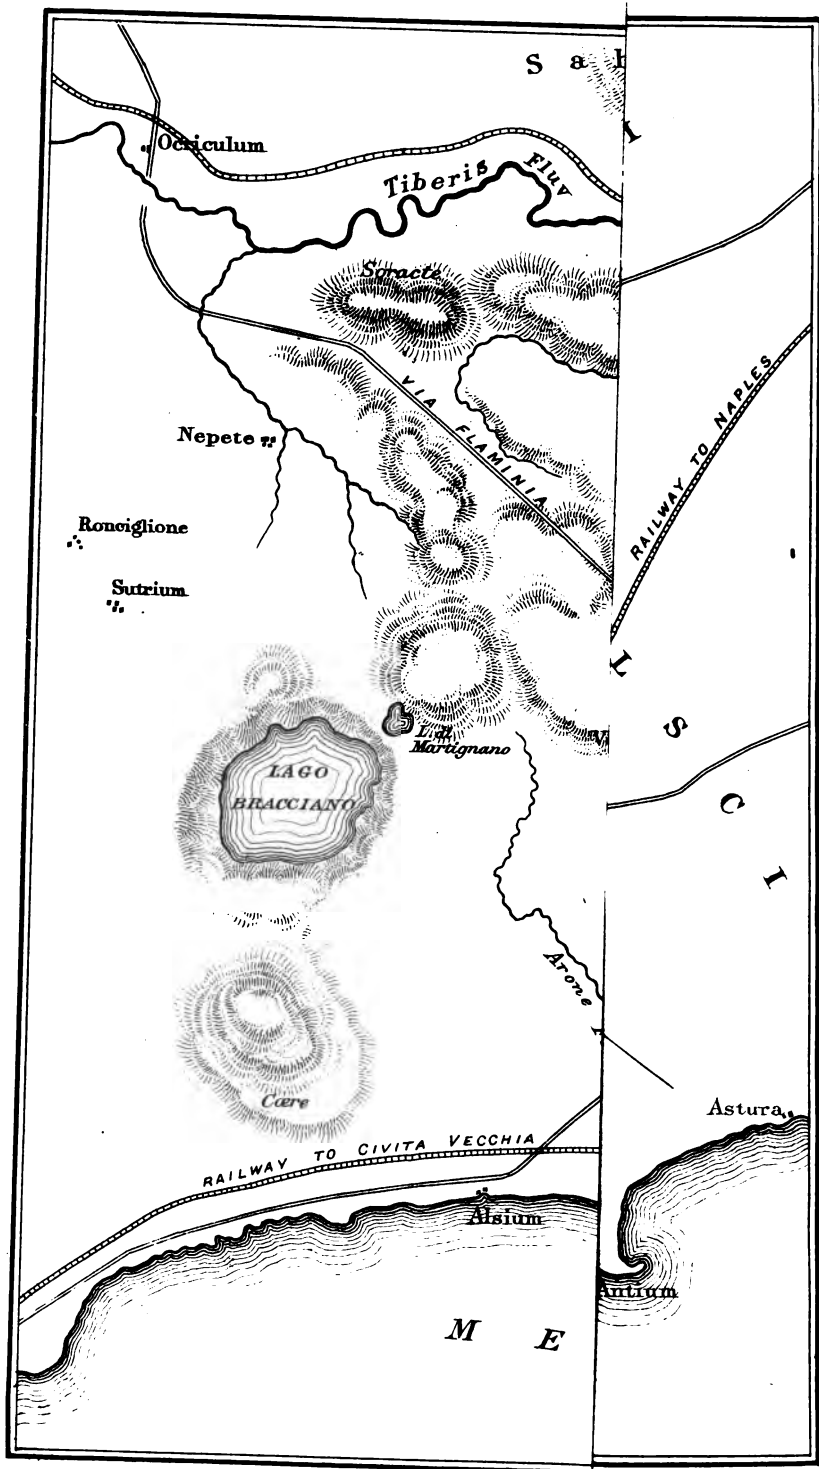 S a b
I
Ocriculum
Tiberis Fluv
Soracte
VIA FLAMINIA
RAILWAY TO NAPLES
Nepete
Ronciglione
Sutrium
L
S
C
I
L. di
Martignano
V
LAGO
BRACCIANO
Arone F
Cære
Astura
RAILWAY TO CIVITA VECCHIA
Alsium
Antium
M E